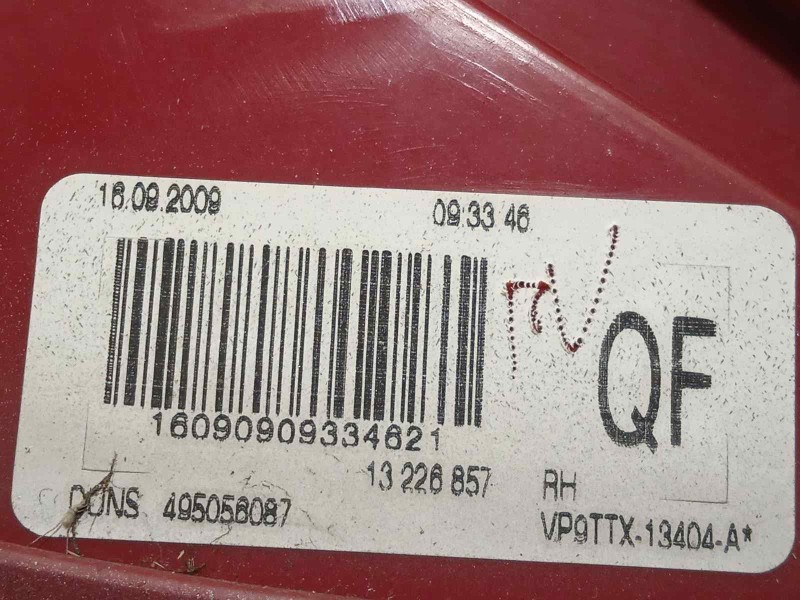 16.09.2009 09:33 46
16090909334621
13 226 857
QF
DUNS 495056087
RH
VP9TTX-13404-A*